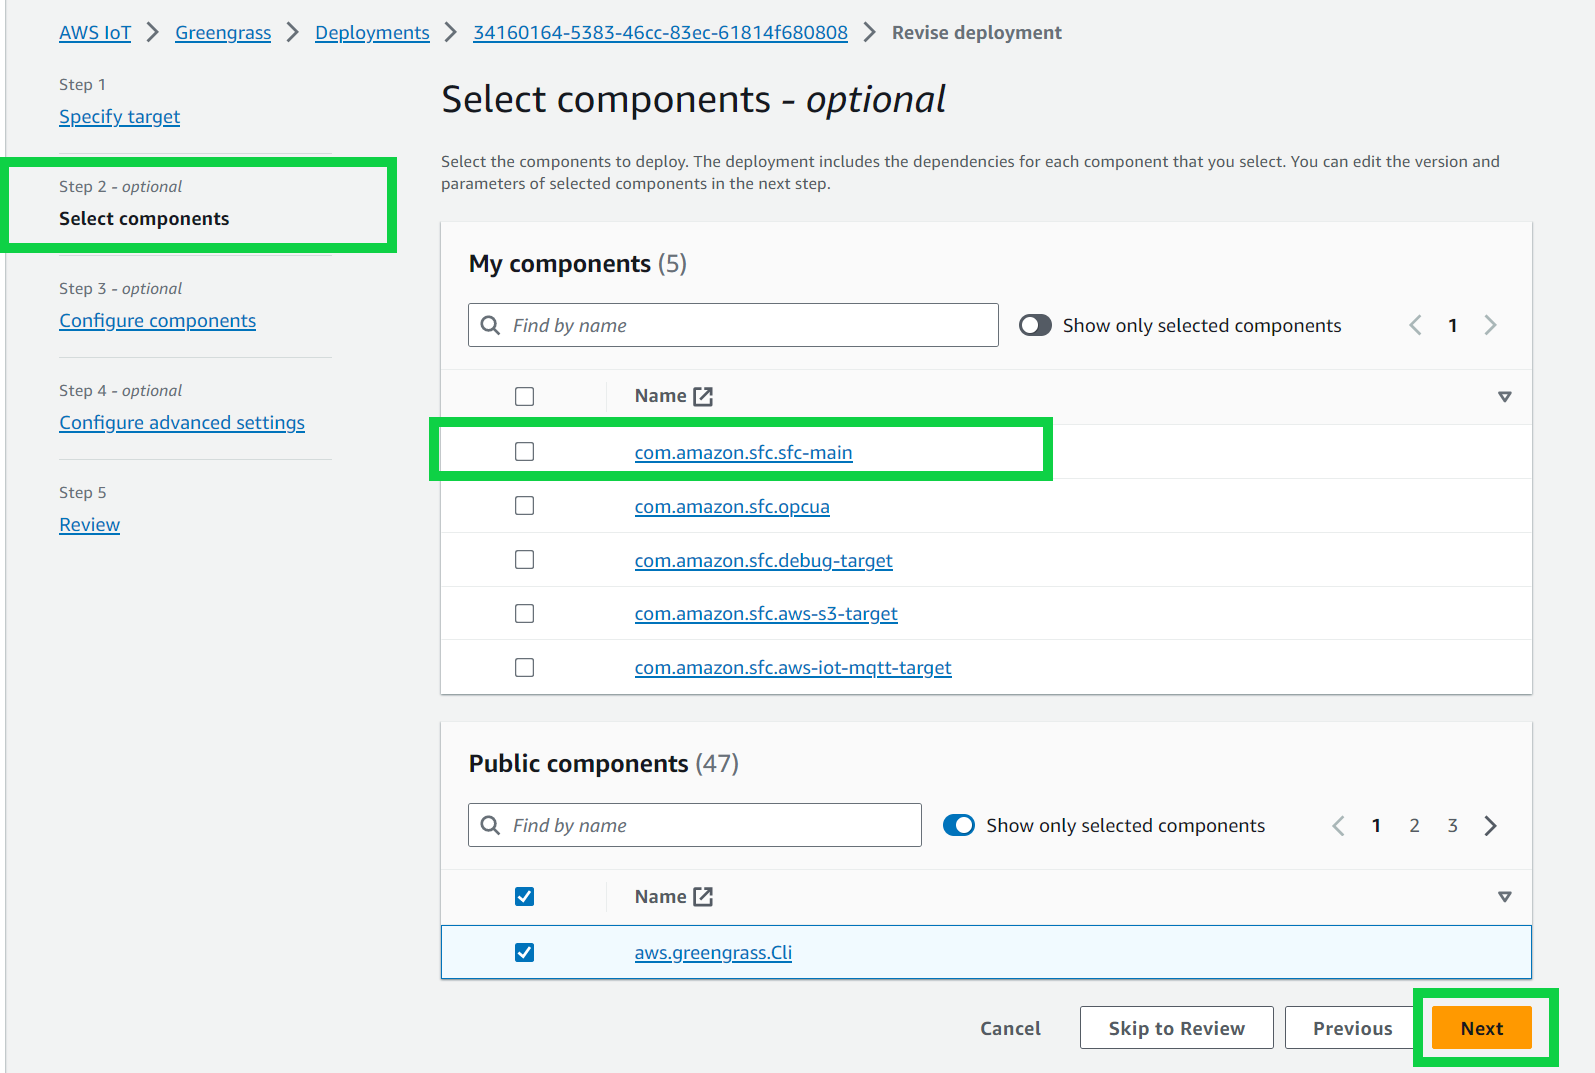 AWS IoT > Greengrass > Deployments > 34160164-5383-46cc-83ec-61814f680808 > Revise deployment
Step 1
Specify target
Step 2 - optional
Select components
Step 3 - optional
Configure components
Step 4 - optional
Configure advanced settings
Step 5
Review
Select components - optional
Select the components to deploy. The deployment includes the dependencies for each component that you select. You can edit the version and
parameters of selected components in the next step.
My components (5)
Find by name
Show only selected components
1
Name
com.amazon.sfc.sfc-main
com.amazon.sfc.opcua
com.amazon.sfc.debug-target
com.amazon.sfc.aws-s3-target
com.amazon.sfc.aws-iot-mqtt-target
Public components (47)
Find by name
Show only selected components
1 2 3
Name
aws.greengrass.Cli
Cancel
Skip to Review
Previous
Next